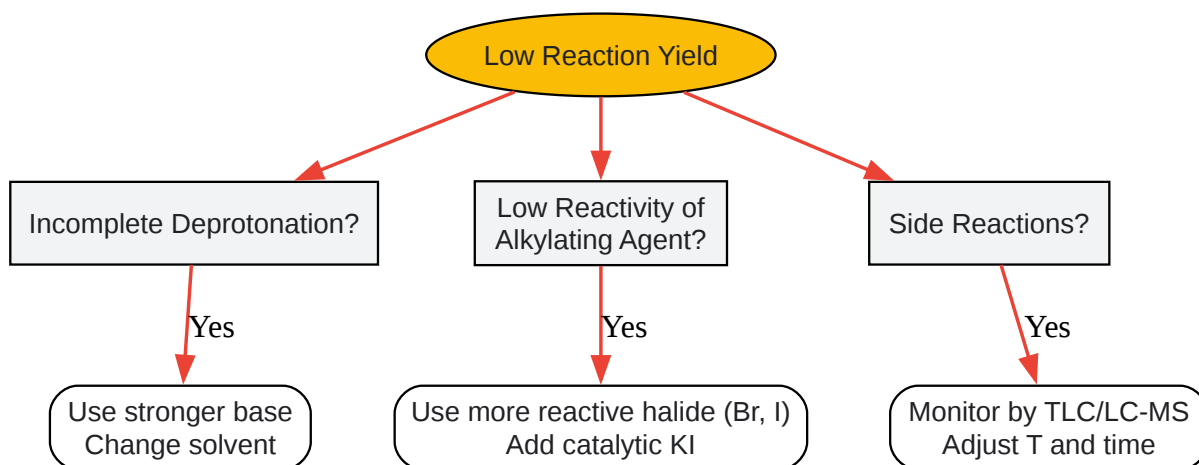 Low Reaction Yield
Incomplete Deprotonation?
Low Reactivity of
Alkylating Agent?
Side Reactions?
Yes
Yes
Yes
Use stronger base
Change solvent
Use more reactive halide (Br, I)
Add catalytic KI
Monitor by TLC/LC-MS
Adjust T and time